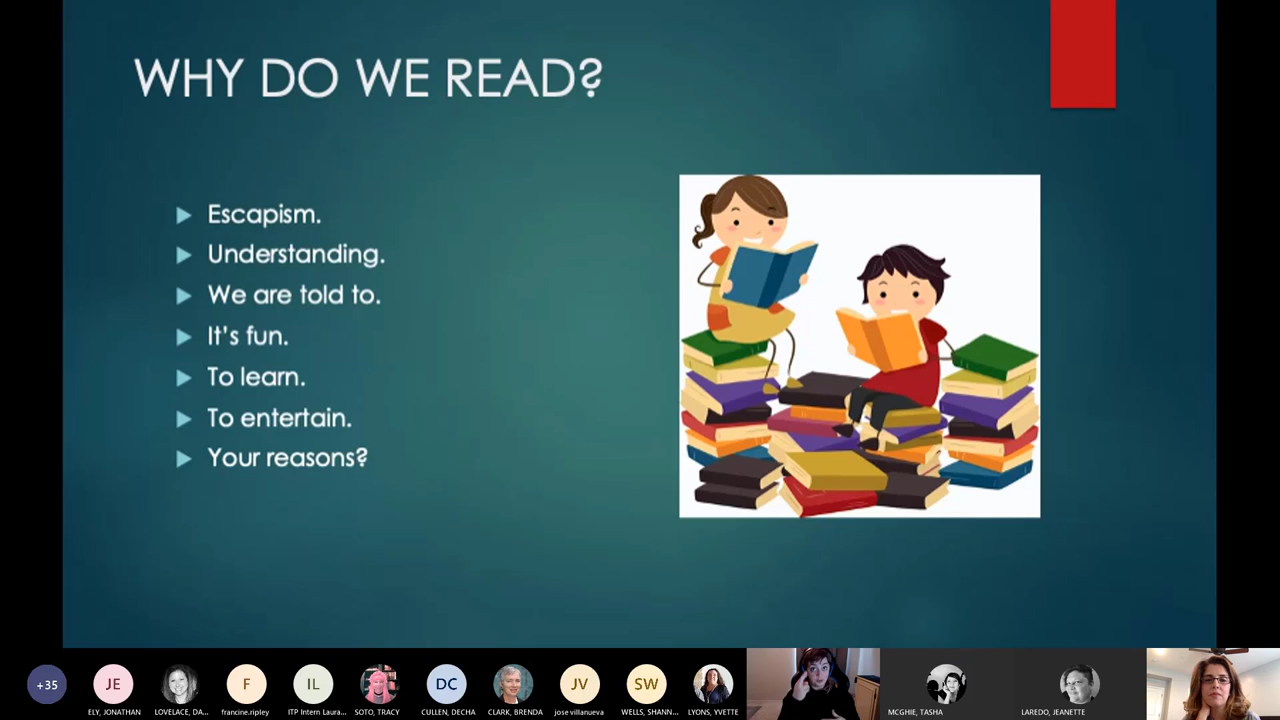 WHY DO WE READ?
Escapism.
Understanding.
We are told to.
It's fun.
To learn.
To entertain.
Your reasons?
+35
JE
F
IL
DC
JV
SW
ELY, JONATHAN
LOVELACE, DA...
francine.ripley
ITP Intern Laura...
SOTO, TRACY
CULLEN, DECHA
CLARK, BRENDA
jose villanueva
WELLS, SHANN...
LYONS, YVETTE
MCGHIE, TASHA
LAREDO, JEANETTE